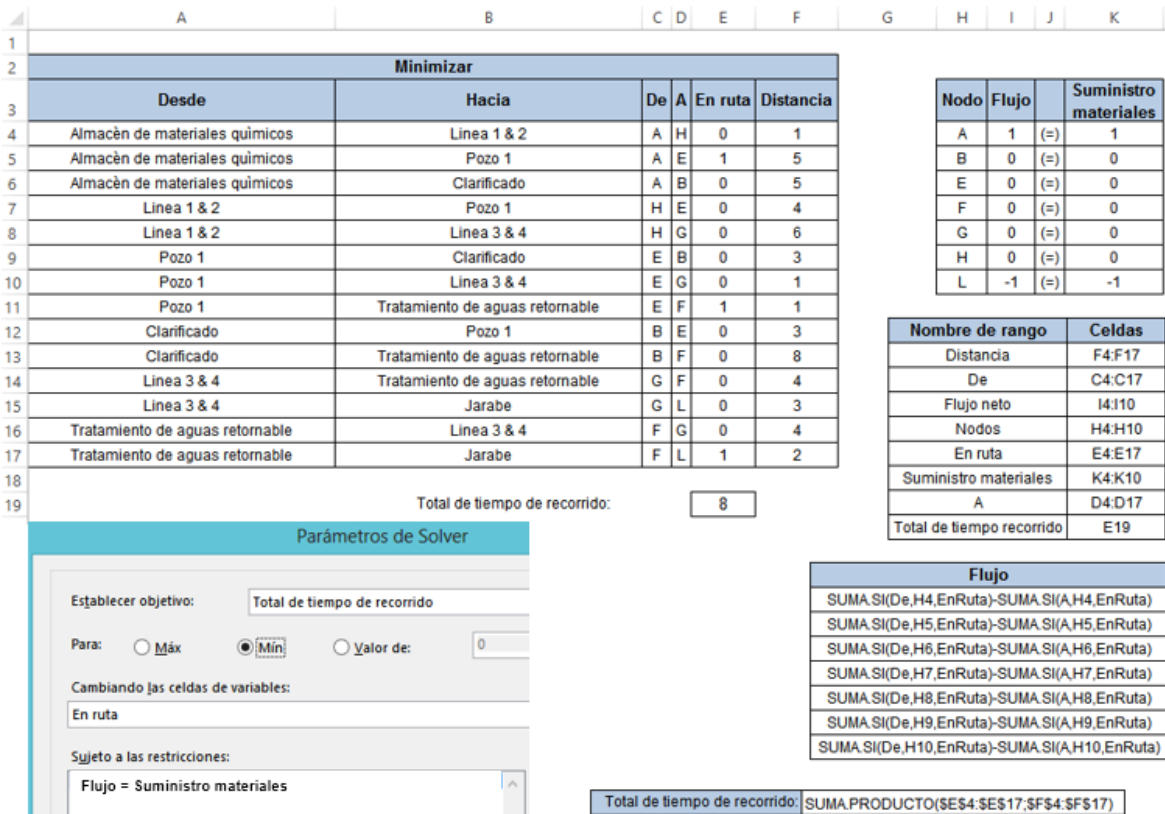 A B C D E F G H I J K
1
2 Minimizar
3 Desde Hacia De A En ruta Distancia Nodo Flujo Suministro materiales
4 Almacèn de materiales quìmicos Linea 1 & 2 A H 0 1 A 1 (=) 1
5 Almacèn de materiales quìmicos Pozo 1 A E 1 5 B 0 (=) 0
6 Almacèn de materiales quìmicos Clarificado A B 0 5 E 0 (=) 0
7 Linea 1 & 2 Pozo 1 H E 0 4 F 0 (=) 0
8 Linea 1 & 2 Linea 3 & 4 H G 0 6 G 0 (=) 0
9 Pozo 1 Clarificado E B 0 3 H 0 (=) 0
10 Pozo 1 Linea 3 & 4 E G 0 1 L -1 (=) -1
11 Pozo 1 Tratamiento de aguas retornable E F 1 1
12 Clarificado Pozo 1 B E 0 3 Nombre de rango Celdas
13 Clarificado Tratamiento de aguas retornable B F 0 8 Distancia F4:F17
14 Linea 3 & 4 Tratamiento de aguas retornable G F 0 4 De C4:C17
15 Linea 3 & 4 Jarabe G L 0 3 Flujo neto I4:I10
16 Tratamiento de aguas retornable Linea 3 & 4 F G 0 4 Nodos H4:H10
17 Tratamiento de aguas retornable Jarabe F L 1 2 En ruta E4:E17
18 Suministro materiales K4:K10
19 Total de tiempo de recorrido: 8 A D4:D17
Total de tiempo recorrido E19
Parámetros de Solver
Establecer objetivo: Total de tiempo de recorrido
Para: Máx Mín Valor de: 0
Cambiando las celdas de variables:
En ruta
Sujeto a las restricciones:
Flujo = Suministro materiales
Flujo
SUMA.SI(De,H4,EnRuta)-SUMA.SI(A,H4,EnRuta)
SUMA.SI(De,H5,EnRuta)-SUMA.SI(A,H5,EnRuta)
SUMA.SI(De,H6,EnRuta)-SUMA.SI(A,H6,EnRuta)
SUMA.SI(De,H7,EnRuta)-SUMA.SI(A,H7,EnRuta)
SUMA.SI(De,H8,EnRuta)-SUMA.SI(A,H8,EnRuta)
SUMA.SI(De,H9,EnRuta)-SUMA.SI(A,H9,EnRuta)
SUMA.SI(De,H10,EnRuta)-SUMA.SI(A,H10,EnRuta)
Total de tiempo de recorrido: SUMA.PRODUCTO($E$4:$E$17;$F$4:$F$17)